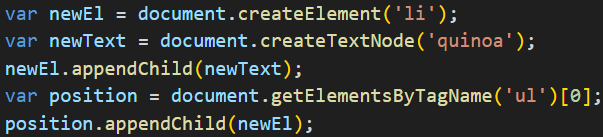 var newEl = document.createElement('li');
var newText = document.createTextNode('quinoa');
newEl.appendChild(newText);
var position = document.getElementsByTagName('ul')[0];
position.appendChild(newEl);